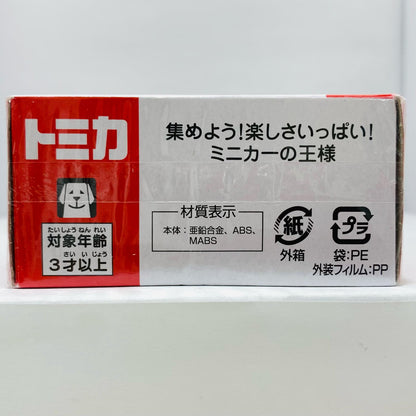 トミカ
集めよう!楽しさいっぱい!
ミニカーの王様
たいしょうねんれい
対象年齢
さいいじょう
3才以上
材質表示
本体:亜鉛合金、ABS、
MABS
紙
外箱
プラ
袋:PE
外装フィルム:PP